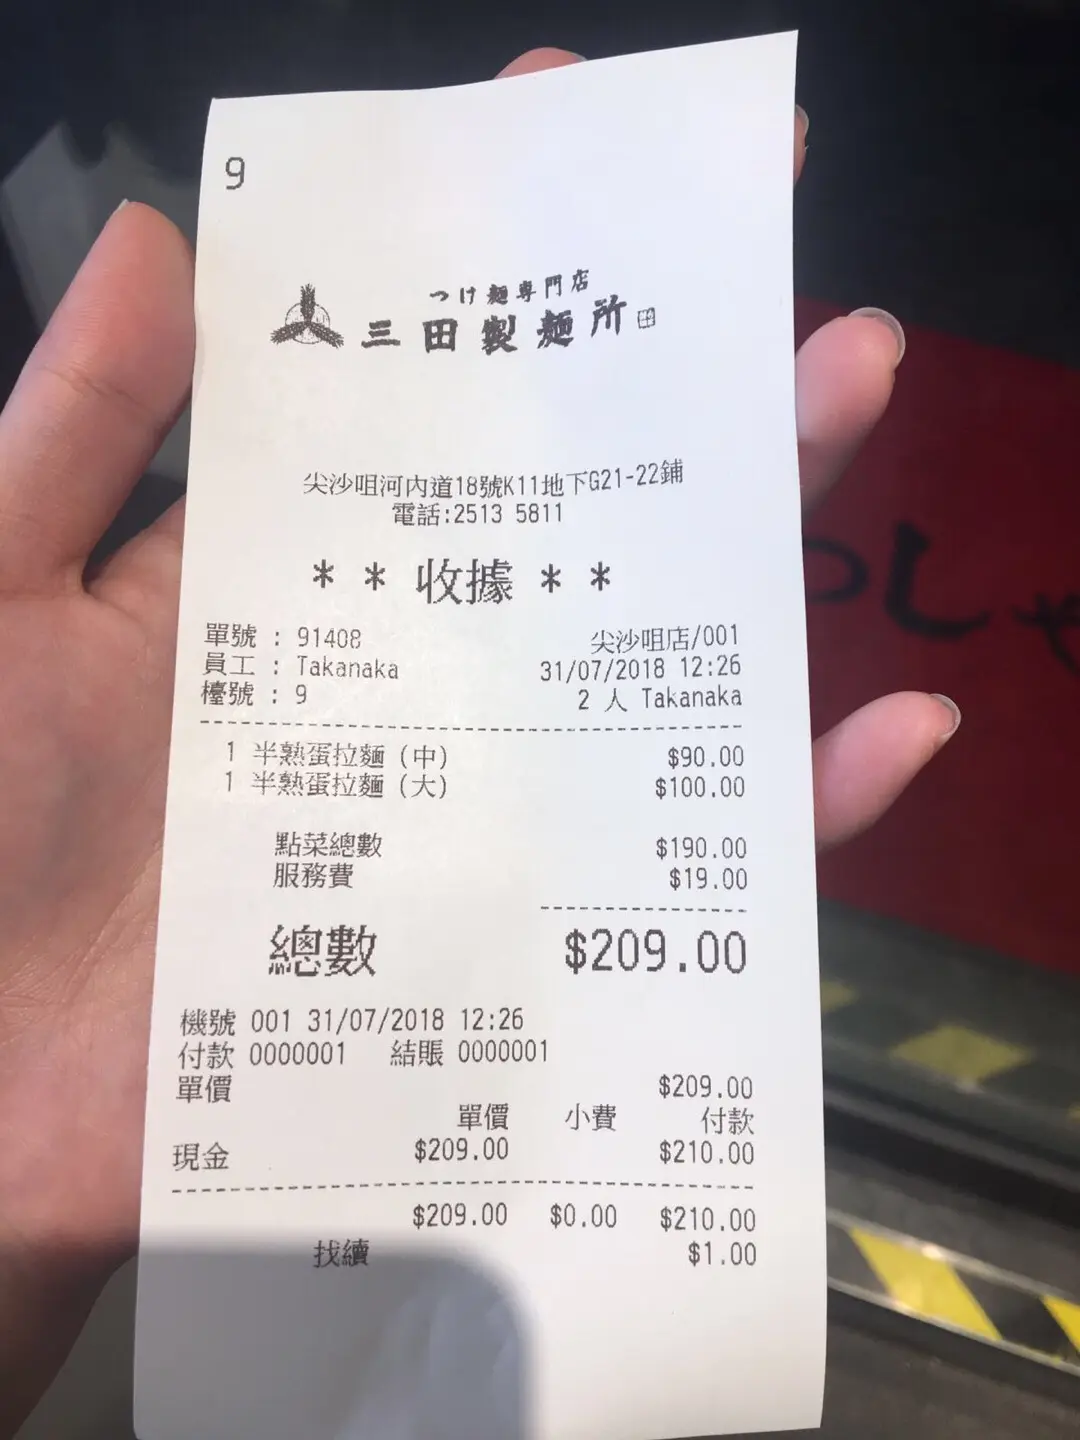 9
つけ麺専門店
三田製麺所
尖沙咀河內道18號K11地下G21-22鋪
電話:2513 5811
* * 收據 * *
單號 : 91408 尖沙咀店/001
員工 : Takanaka 31/07/2018 12:26
檯號 : 9 2 人 Takanaka
1 半熟蛋拉麵 (中) $90.00
1 半熟蛋拉麵 (大) $100.00
點菜總數 $190.00
服務費 $19.00
總數 $209.00
機號 001 31/07/2018 12:26
付款 0000001 結賬 0000001
單價 $209.00
單價 小費 付款
現金 $209.00 $210.00
$209.00 $0.00 $210.00
找續 $1.00